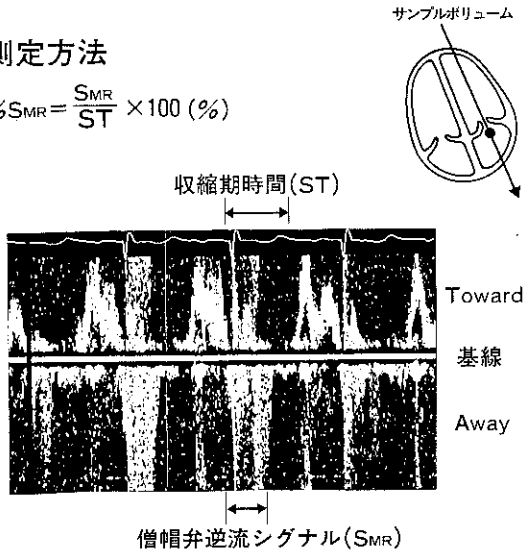 サンプルボリューム
測定方法
%SMR = SMR/ST × 100 (%)
収縮期時間(ST)
Toward
基線
Away
僧帽弁逆流シグナル(SMR)